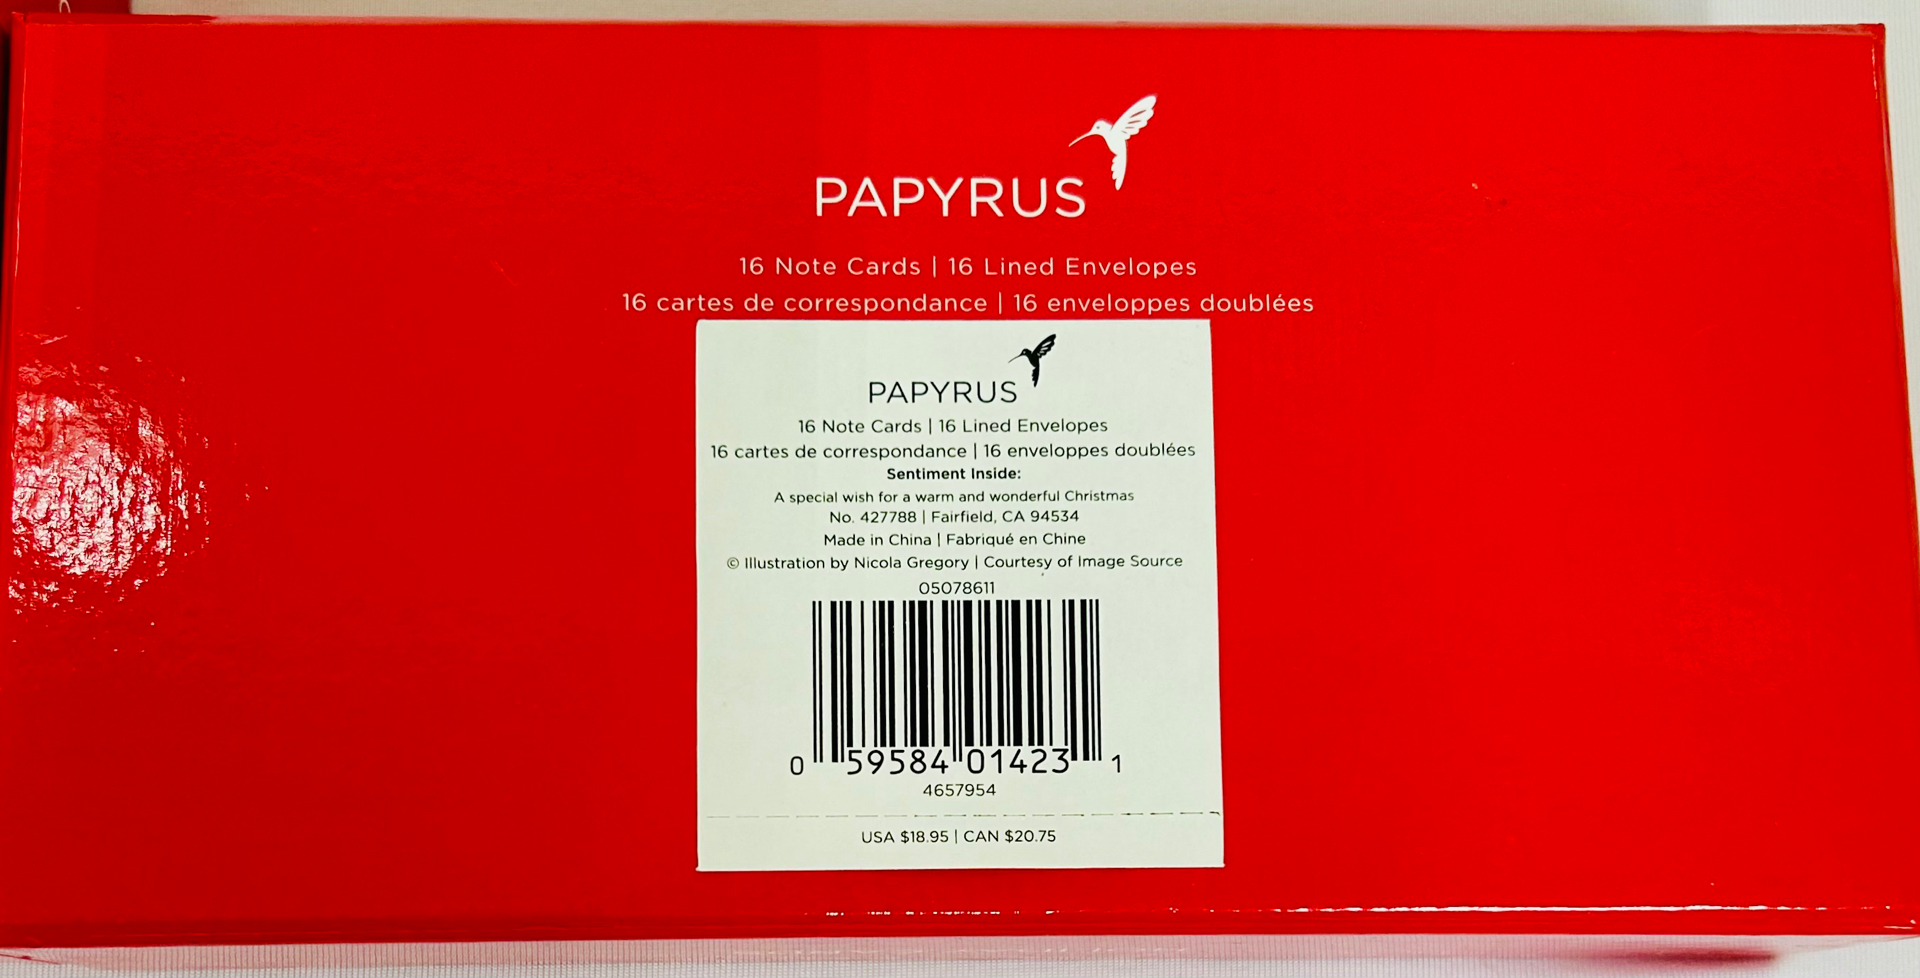 PAPYRUS
16 Note Cards | 16 Lined Envelopes
16 cartes de correspondance | 16 enveloppes doublées
PAPYRUS
16 Note Cards | 16 Lined Envelopes
16 cartes de correspondance | 16 enveloppes doublées
Sentiment Inside:
A special wish for a warm and wonderful Christmas
No. 427788 | Fairfield, CA 94534
Made in China | Fabriqué en Chine
© Illustration by Nicola Gregory | Courtesy of Image Source
05078611
0 59584 01423 1
4657954
USA $18.95 | CAN $20.75